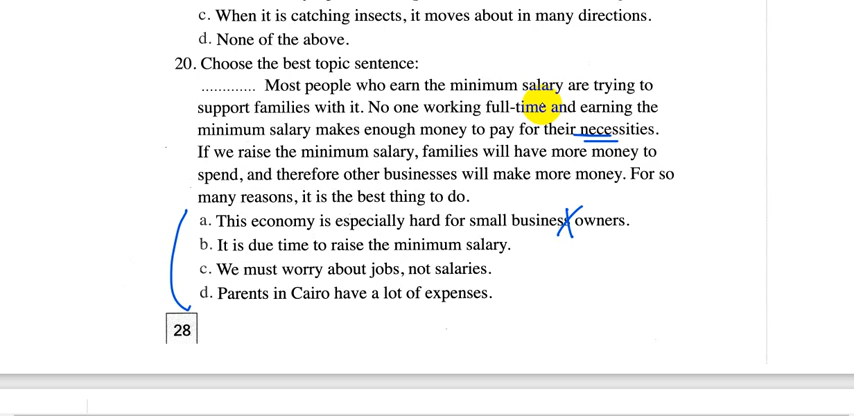 c. When it is catching insects, it moves about in many directions.
d. None of the above.
20. Choose the best topic sentence:
............. Most people who earn the minimum salary are trying to
support families with it. No one working full-time and earning the
minimum salary makes enough money to pay for their necessities.
If we raise the minimum salary, families will have more money to
spend, and therefore other businesses will make more money. For so
many reasons, it is the best thing to do.
a. This economy is especially hard for small business owners.
b. It is due time to raise the minimum salary.
c. We must worry about jobs, not salaries.
d. Parents in Cairo have a lot of expenses.
28